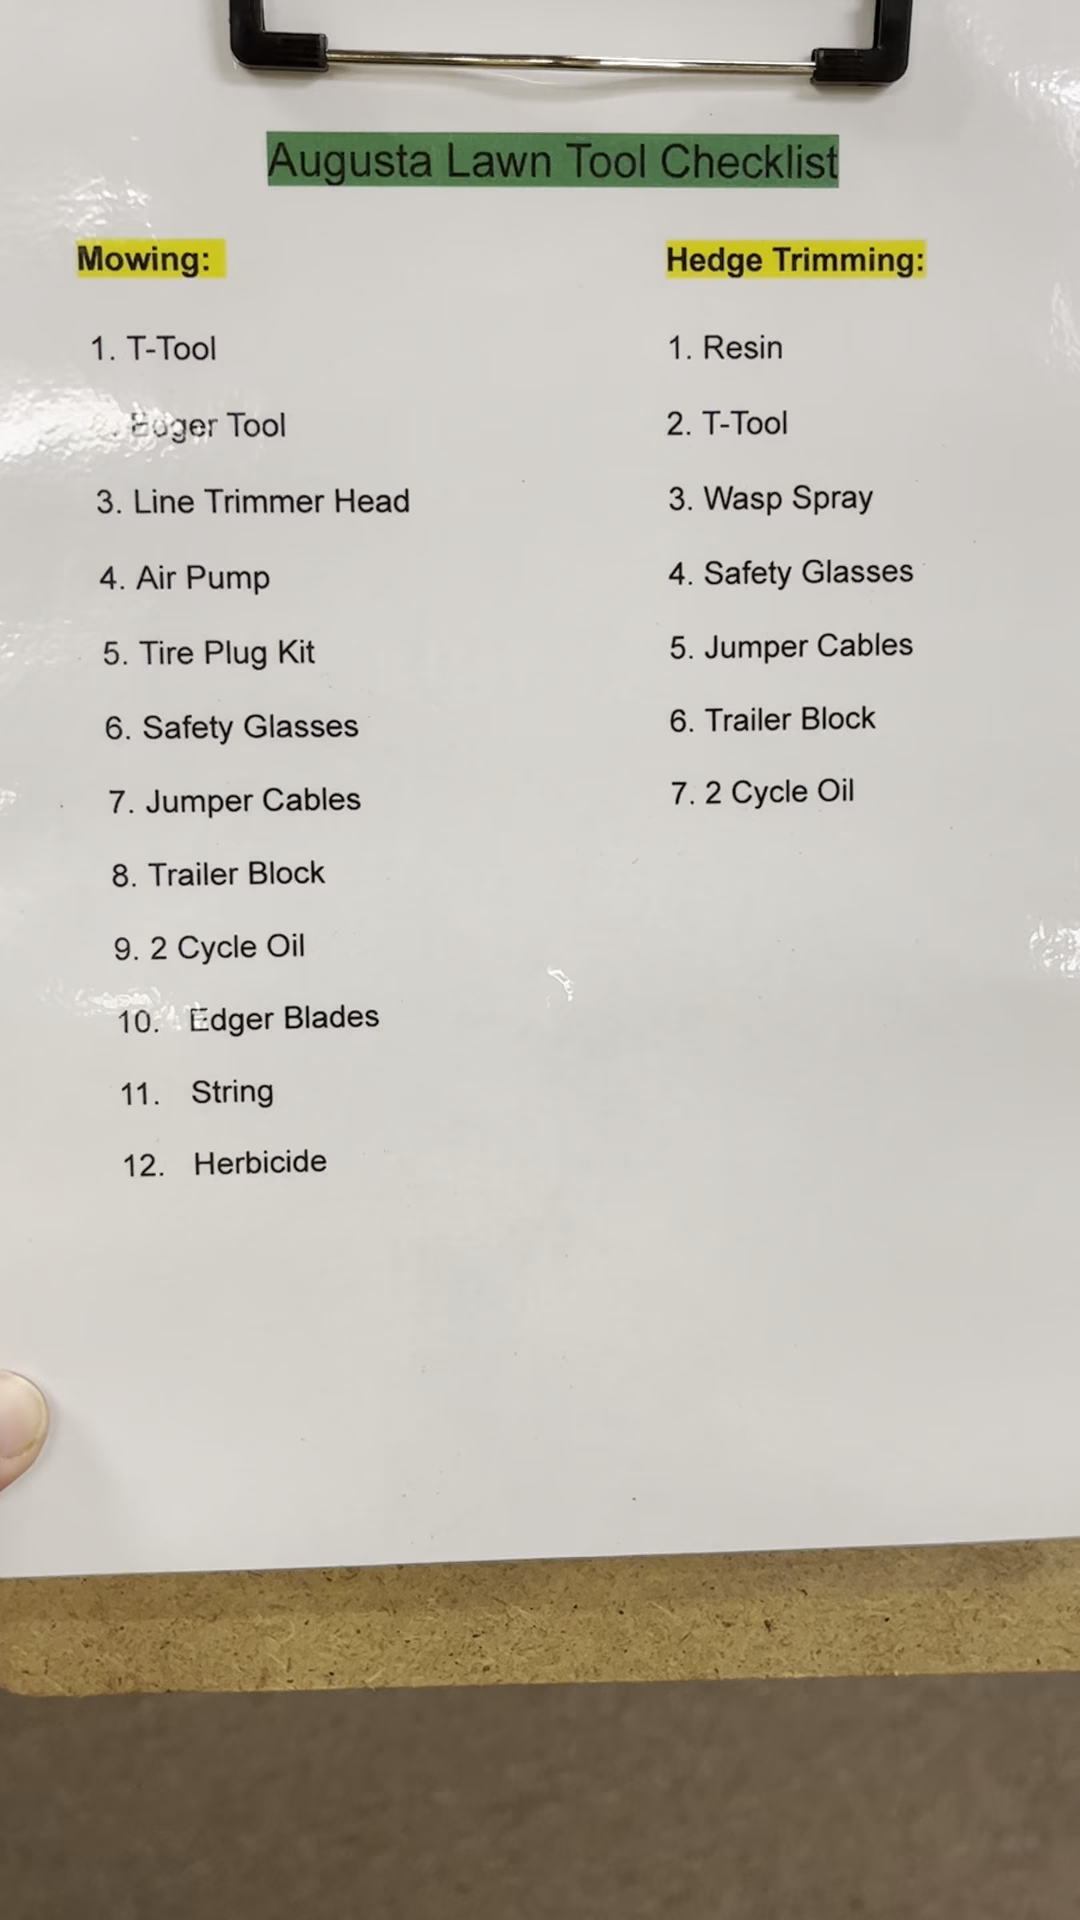 Augusta Lawn Tool Checklist
Mowing:
1. T-Tool
2. Edger Tool
3. Line Trimmer Head
4. Air Pump
5. Tire Plug Kit
6. Safety Glasses
7. Jumper Cables
8. Trailer Block
9. 2 Cycle Oil
10. Edger Blades
11. String
12. Herbicide
Hedge Trimming:
1. Resin
2. T-Tool
3. Wasp Spray
4. Safety Glasses
5. Jumper Cables
6. Trailer Block
7. 2 Cycle Oil